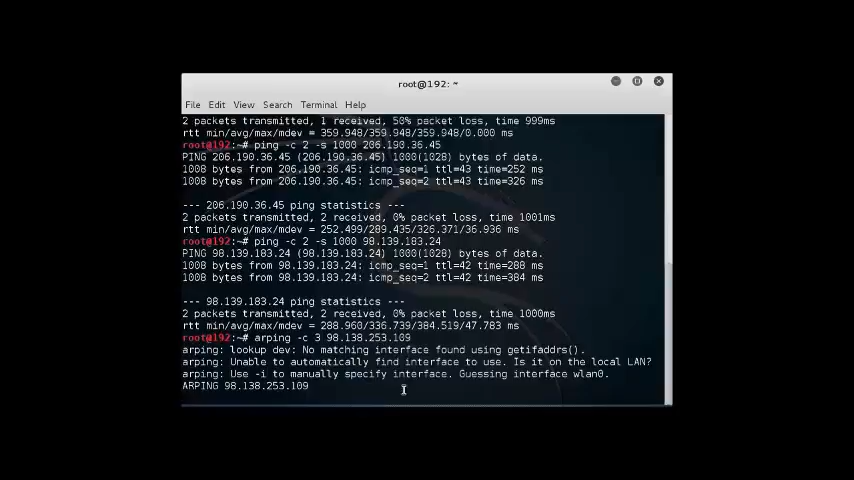 root@192: ~
File Edit View Search Terminal Help
2 packets transmitted, 1 received, 50% packet loss, time 999ms
rtt min/avg/max/mdev = 359.948/359.948/359.948/0.000 ms
root@192:~# ping -c 2 -s 1000 206.190.36.45
PING 206.190.36.45 (206.190.36.45) 1000(1028) bytes of data.
1008 bytes from 206.190.36.45: icmp_seq=1 ttl=43 time=252 ms
1008 bytes from 206.190.36.45: icmp_seq=2 ttl=43 time=326 ms
--- 206.190.36.45 ping statistics ---
2 packets transmitted, 2 received, 0% packet loss, time 1001ms
rtt min/avg/max/mdev = 252.499/289.435/326.371/36.936 ms
root@192:~# ping -c 2 -s 1000 98.139.183.24
PING 98.139.183.24 (98.139.183.24) 1000(1028) bytes of data.
1008 bytes from 98.139.183.24: icmp_seq=1 ttl=42 time=288 ms
1008 bytes from 98.139.183.24: icmp_seq=2 ttl=42 time=384 ms
--- 98.139.183.24 ping statistics ---
2 packets transmitted, 2 received, 0% packet loss, time 1000ms
rtt min/avg/max/mdev = 288.960/336.739/384.519/47.783 ms
root@192:~# arping -c 3 98.138.253.109
arping: lookup dev: No matching interface found using getifaddrs().
arping: Unable to automatically find interface to use. Is it on the local LAN?
arping: Use -i to manually specify interface. Guessing interface wlan0.
ARPING 98.138.253.109